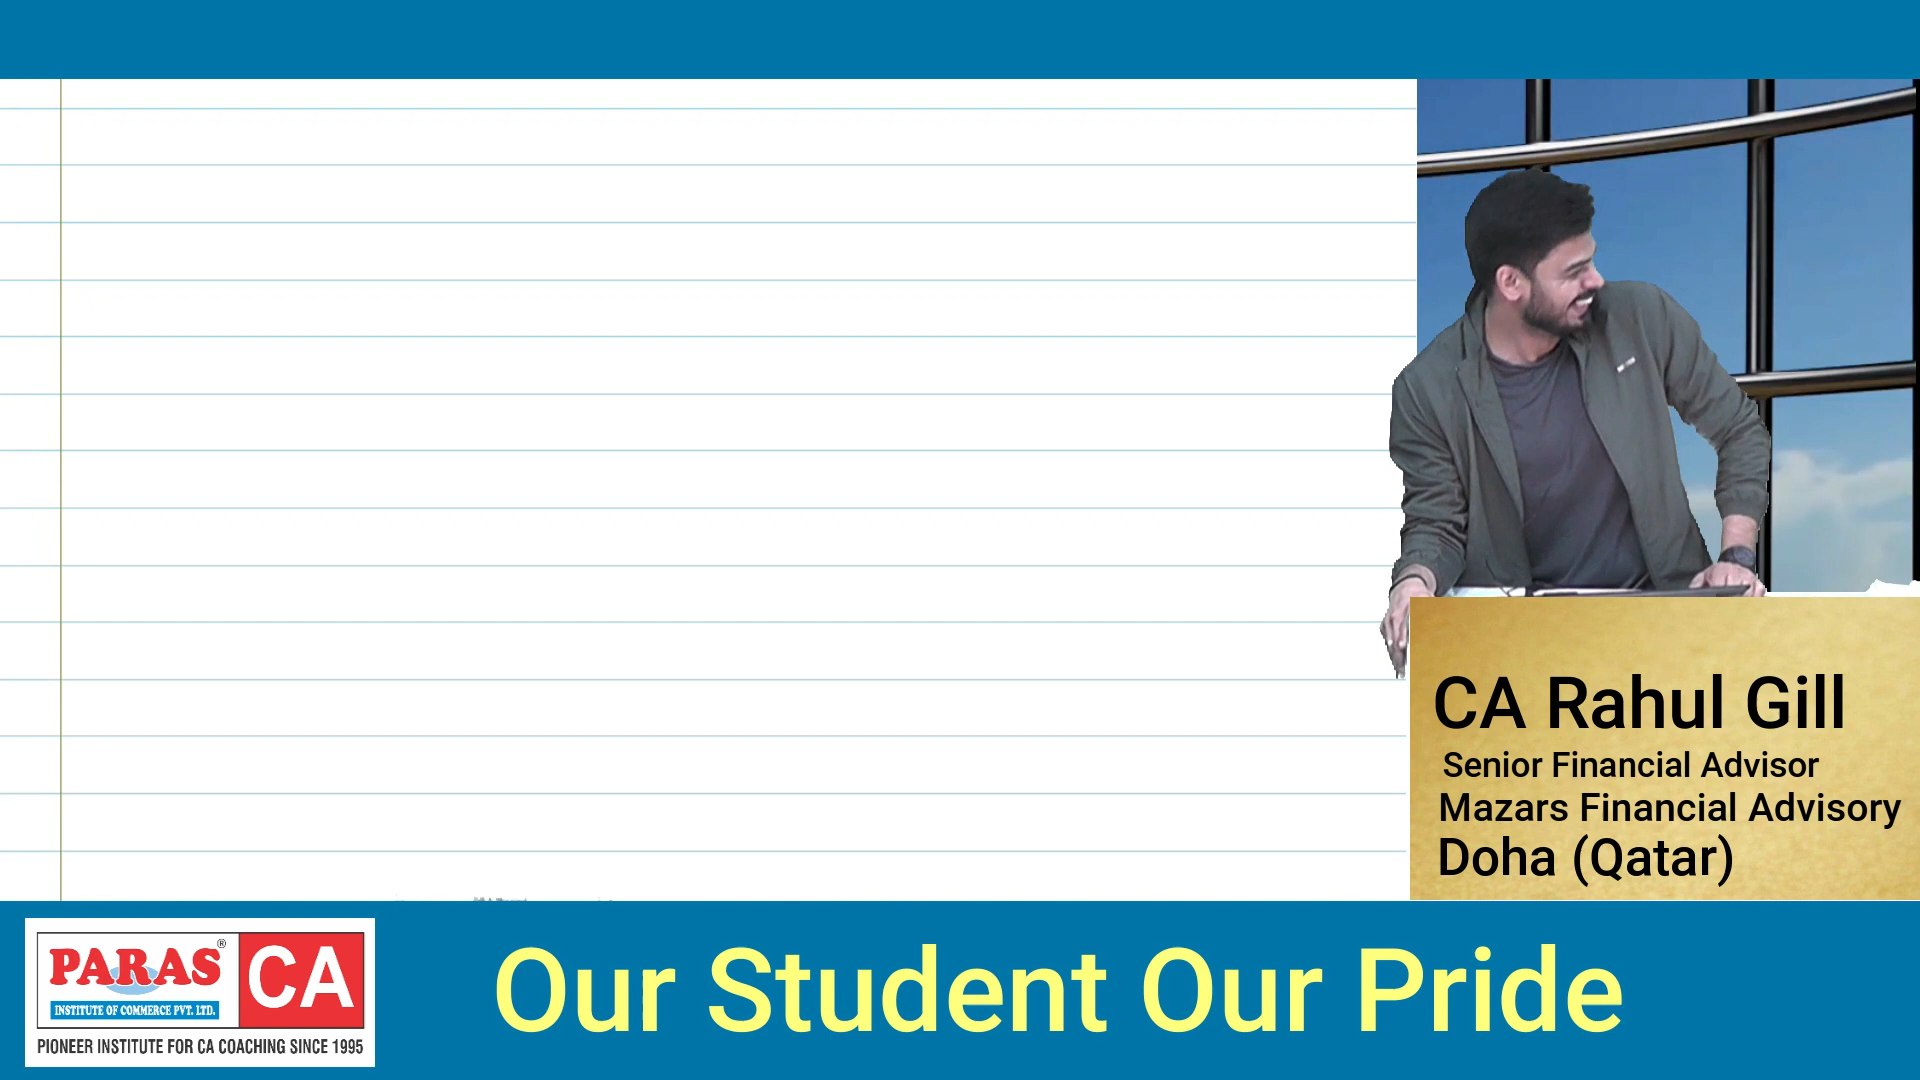 CA Rahul Gill
Senior Financial Advisor
Mazars Financial Advisory
Doha (Qatar)
PARAS® CA
INSTITUTE OF COMMERCE PVT. LTD.
PIONEER INSTITUTE FOR CA COACHING SINCE 1995
Our Student Our Pride